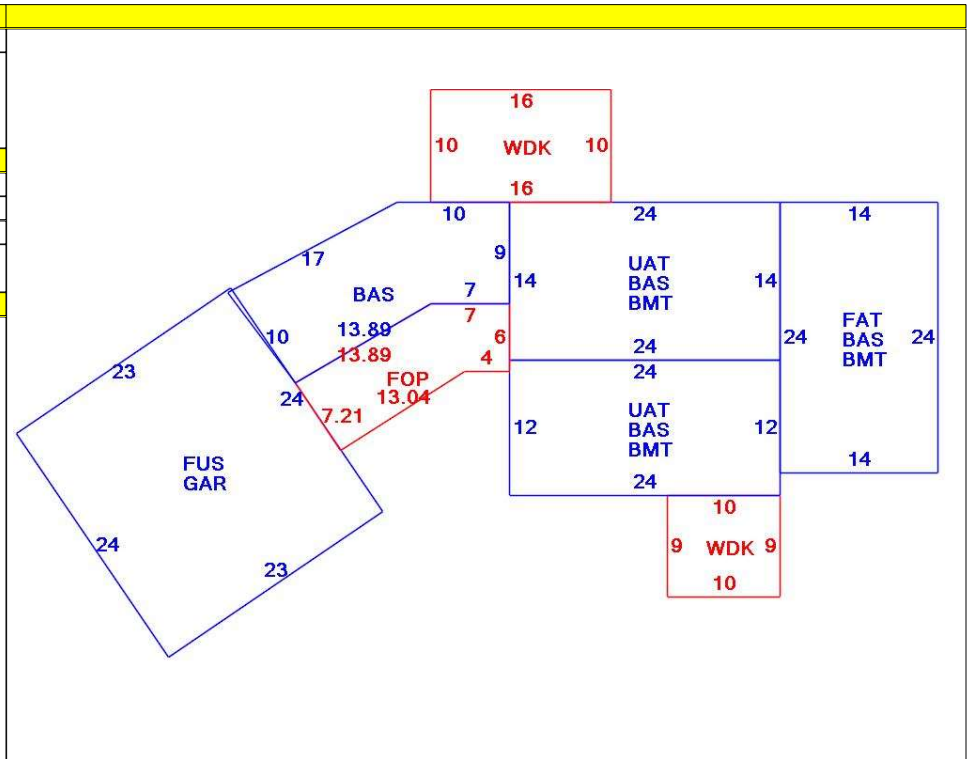 16
10 WDK 10
16
10
24
14
17
9
14
14
UAT
BAS
BMT
BAS
7
7
10
13.89
13.89
6
24
24
24
FAT
BAS
BMT
23
4
24
FOP
13.04
24
7.21
12
12
UAT
BAS
BMT
14
FUS
GAR
24
10
24
9 WDK 9
23
10